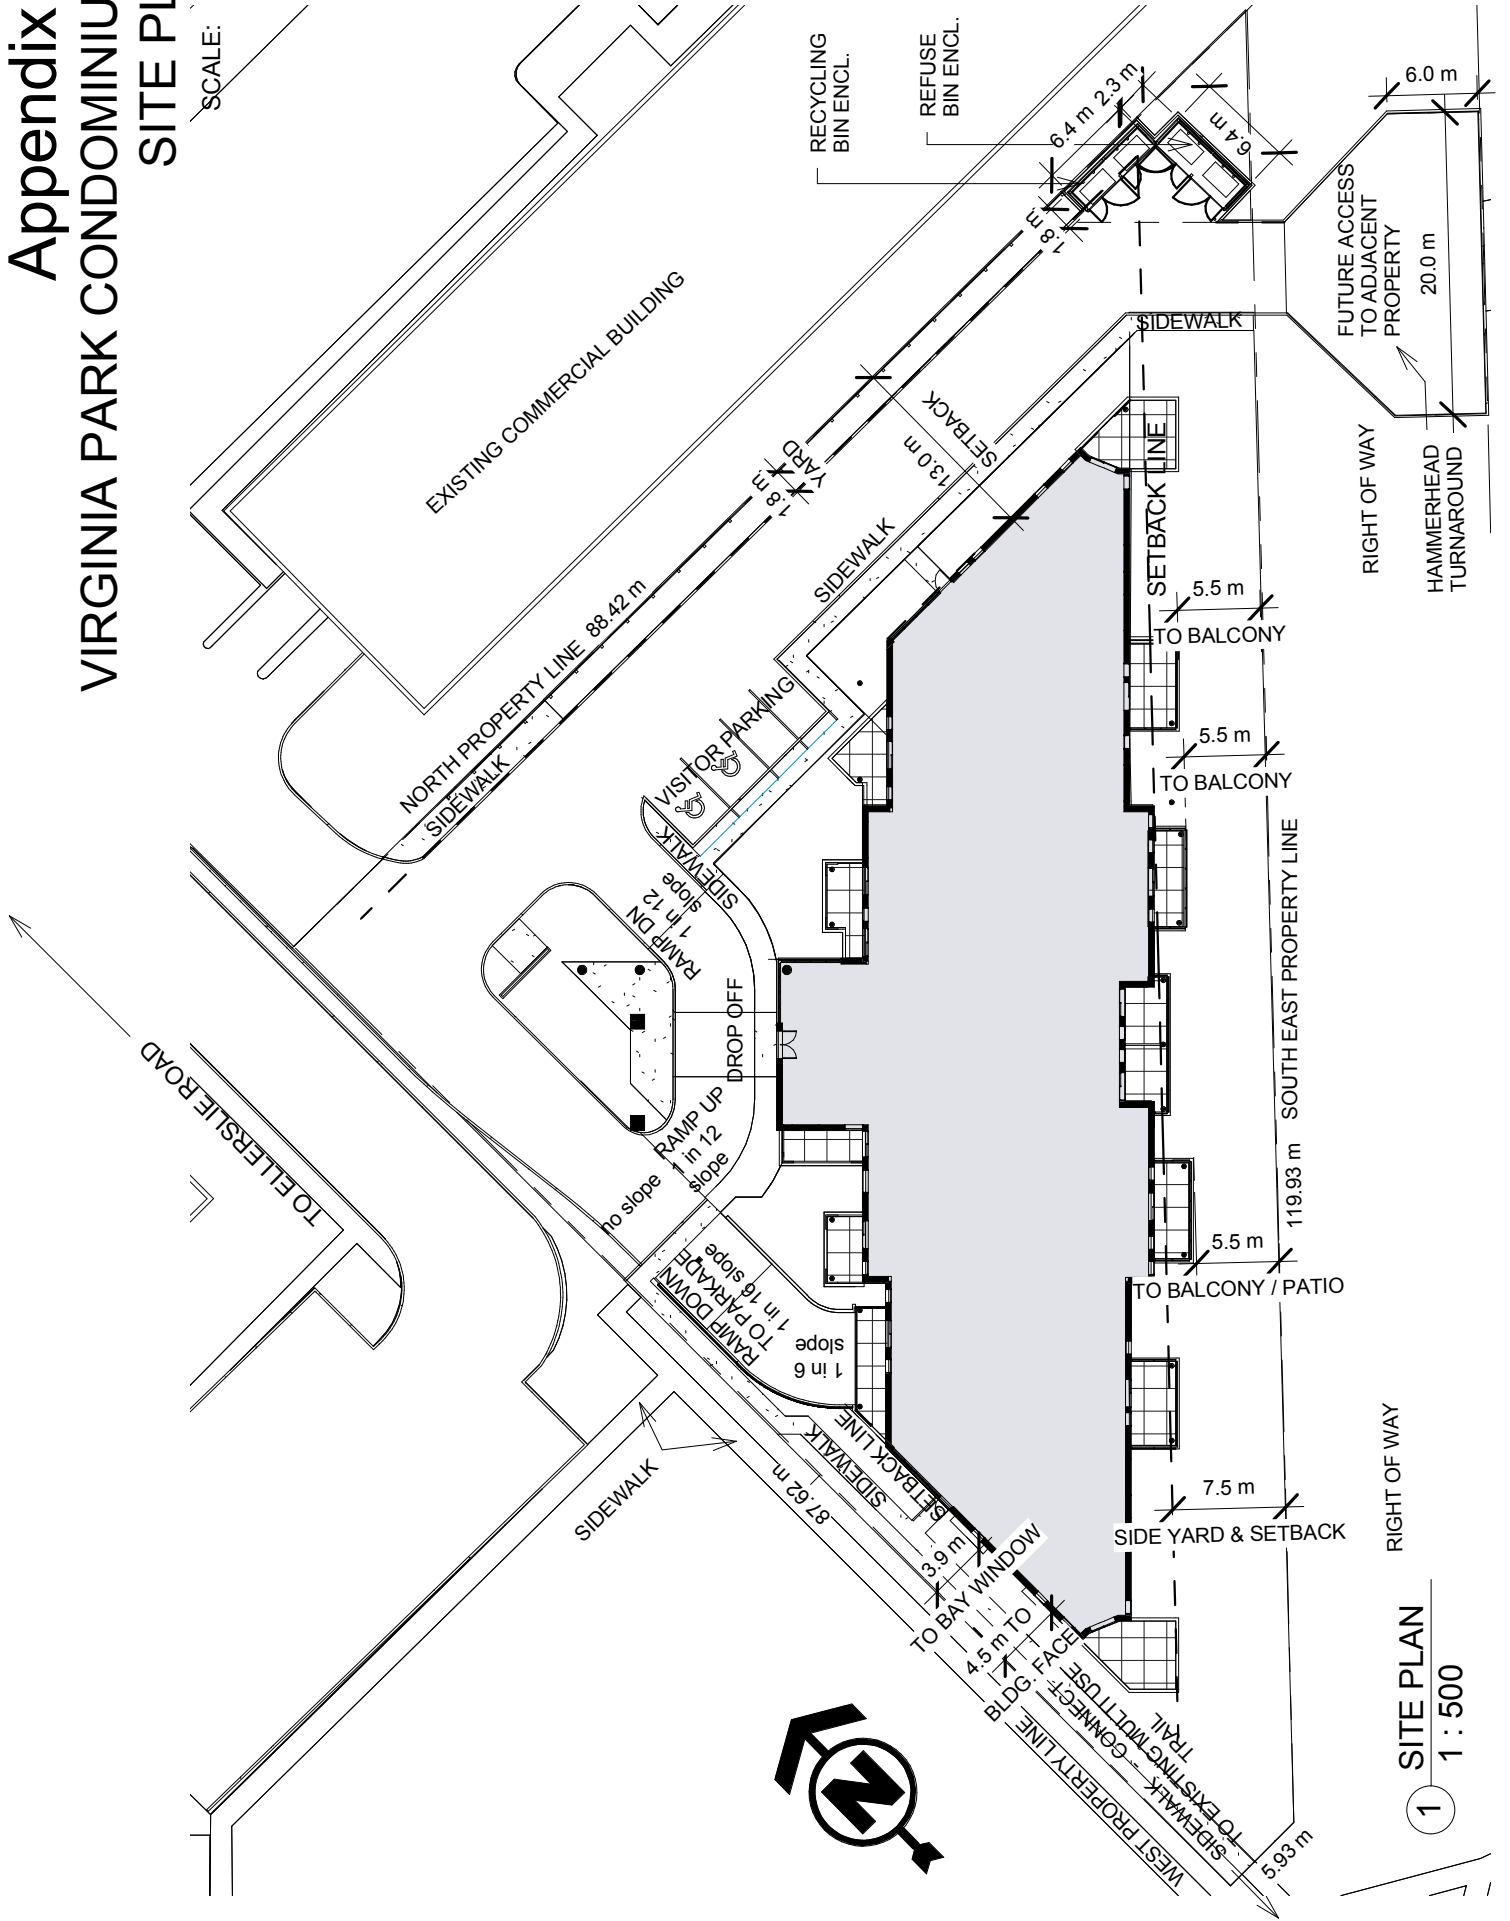 Appendix
VIRGINIA PARK CONDOMINIU
SITE PL
SCALE:
RECYCLING
BIN ENCL.
REFUSE
BIN ENCL.
6.4 m
2.3 m
6.4 m
6.0 m
1.8 m
FUTURE ACCESS
TO ADJACENT
PROPERTY
20.0 m
EXISTING COMMERCIAL BUILDING
SIDEWALK
YARD
SETBACK
13.0 m
1.8 m
SETBACK LINE
RIGHT OF WAY
HAMMERHEAD
TURNAROUND
SIDEWALK
NORTH PROPERTY LINE 88.42 m
SIDEWALK
5.5 m
TO BALCONY
5.5 m
TO BALCONY
VISITOR PARKING
SIDEWALK
RAMP DN
1 in 12
slope
DROP OFF
TO ELLERSLIE ROAD
RAMP UP
1 in 12
slope
no slope
119.93 m SOUTH EAST PROPERTY LINE
RAMP DOWN
TO PARKADE
1 in 16 slope
1 in 6
slope
5.5 m
TO BALCONY / PATIO
SIDEWALK
87.62 m
SIDEWALK
SETBACK LINE
7.5 m
SIDE YARD & SETBACK
RIGHT OF WAY
3.9 m
TO BAY WINDOW
4.5 m TO
BLDG. FACE
WEST PROPERTY LINE
SIDEWALK - CONNECT
TO EXISTING MULTI USE
TRAIL
5.93 m
N
1
SITE PLAN
1 : 500